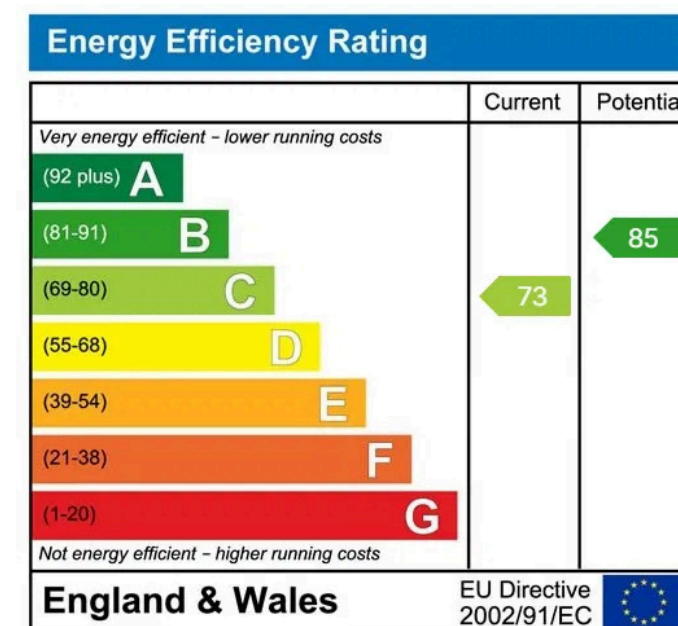 Energy Efficiency Rating
Current Potentia
Very energy efficient – lower running costs
(92 plus) A
(81-91) B
85
(69-80) C
73
(55-68) D
(39-54) E
(21-38) F
(1-20) G
Not energy efficient – higher running costs
England & Wales
EU Directive
2002/91/EC